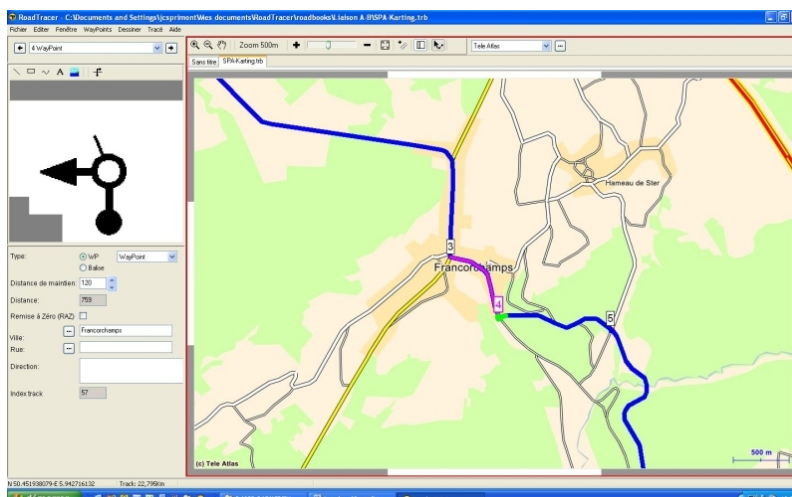 RoadTracer - C:\Documents and Settings\jcsprimont\Mes documents\RoadTracer\roadbooks\Liaison A-B\SPA-Karting.trb
Fichier Editer Fenêtre WayPoints Dessiner Tracé Aide
4 WayPoint
Zoom 500m
Tele Atlas
Sans titre
SPA-Karting.trb
A
3
Francorchamps
4
5
Hameau de Ster
Type:
WP
WayPoint
Balise
Distance de maintien:
120
Distance:
759
Remise à Zéro (RAZ)
Ville:
Francorchamps
Rue:
Direction:
Index track
57
(c) Tele Atlas
500 m
N 50.451938079-E 5.942716132
Track: 22,795Km